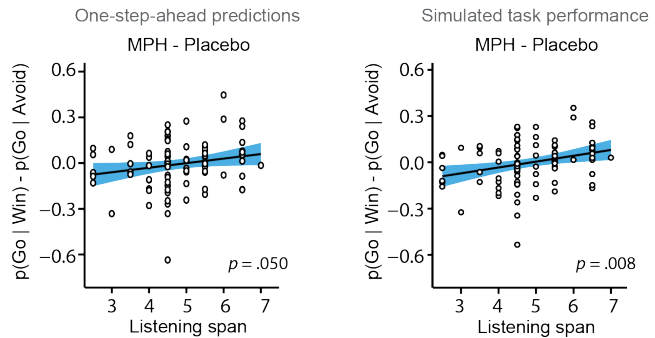 One-step-ahead predictions
MPH - Placebo
p(Go | Win) - p(Go | Avoid)
0.6
0.3
0.0
−0.3
−0.6
p = .050
3 4 5 6 7
Listening span
Simulated task performance
MPH - Placebo
p(Go | Win) - p(Go | Avoid)
0.6
0.3
0.0
−0.3
−0.6
p = .008
3 4 5 6 7
Listening span